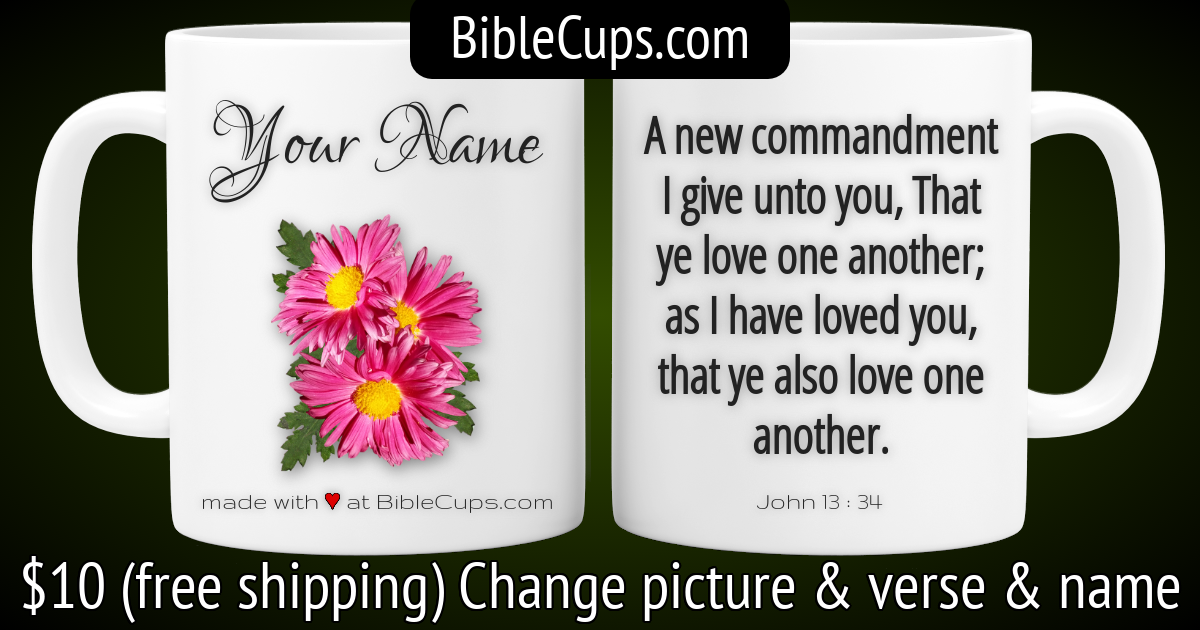 BibleCups.com
Your Name
made with ♥ at BibleCups.com
A new commandment
I give unto you, That
ye love one another;
as I have loved you,
that ye also love one
another.
John 13 : 34
$10 (free shipping) Change picture & verse & name